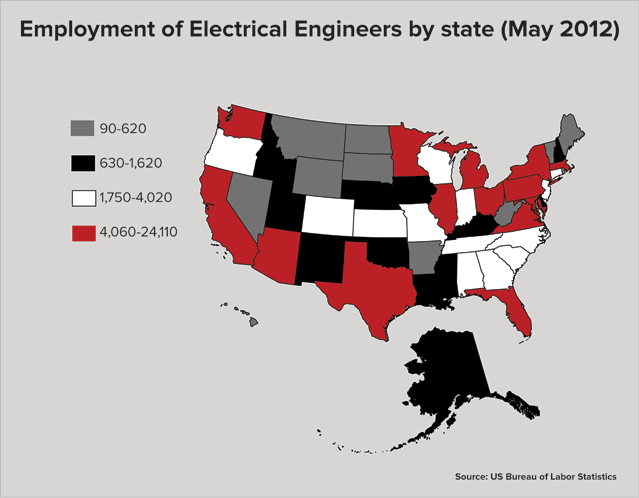 Employment of Electrical Engineers by state (May 2012)
90-620
630-1,620
1,750-4,020
4,060-24,110
Source: US Bureau of Labor Statistics